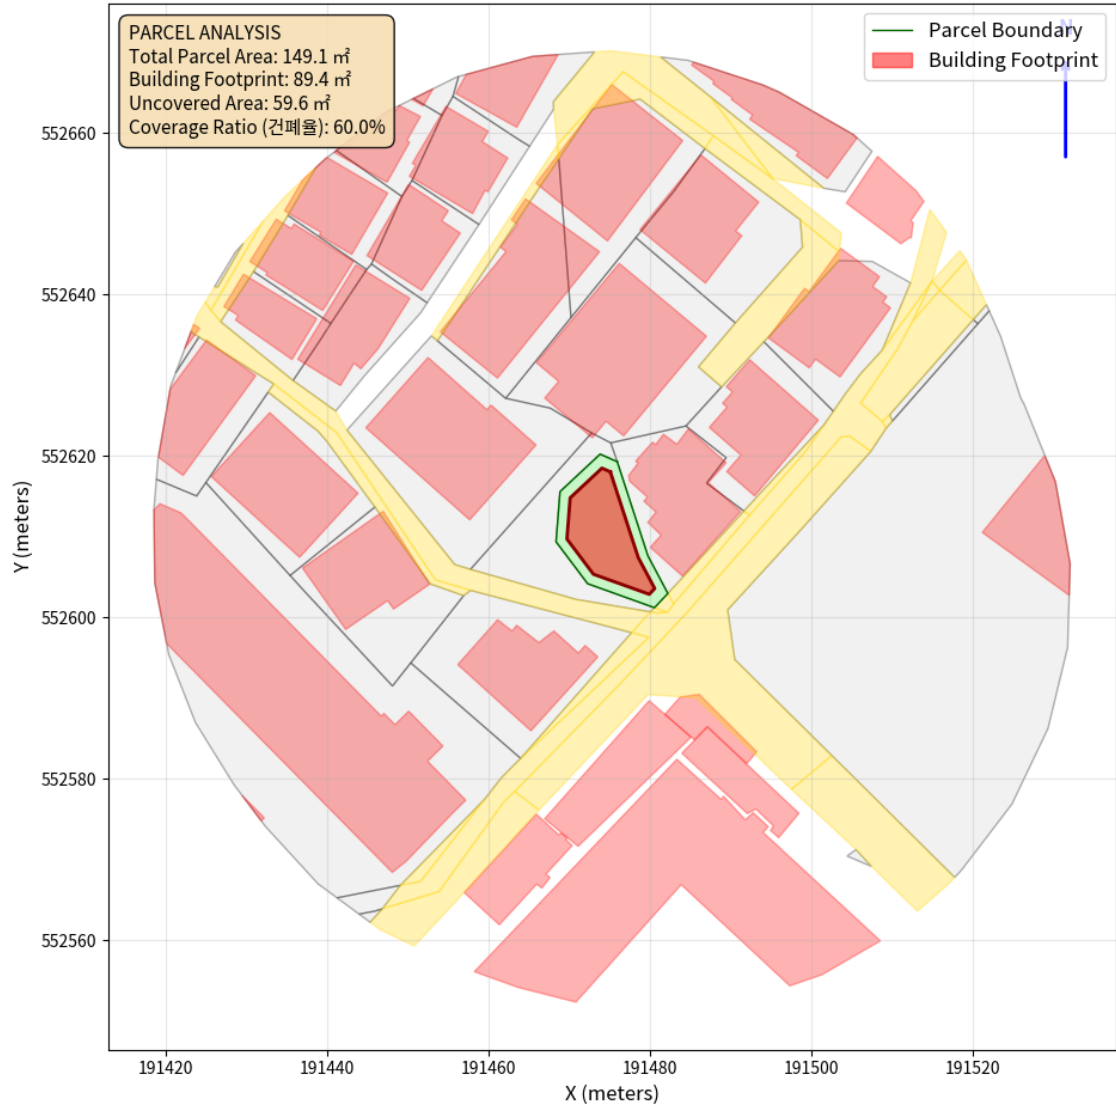 PARCEL ANALYSIS
Total Parcel Area: 149.1 ㎡
Building Footprint: 89.4 ㎡
Uncovered Area: 59.6 ㎡
Coverage Ratio (건폐율): 60.0%
N
Parcel Boundary
Building Footprint
552660
552640
552620
552600
552580
552560
Y (meters)
191420
191440
191460
191480
191500
191520
X (meters)